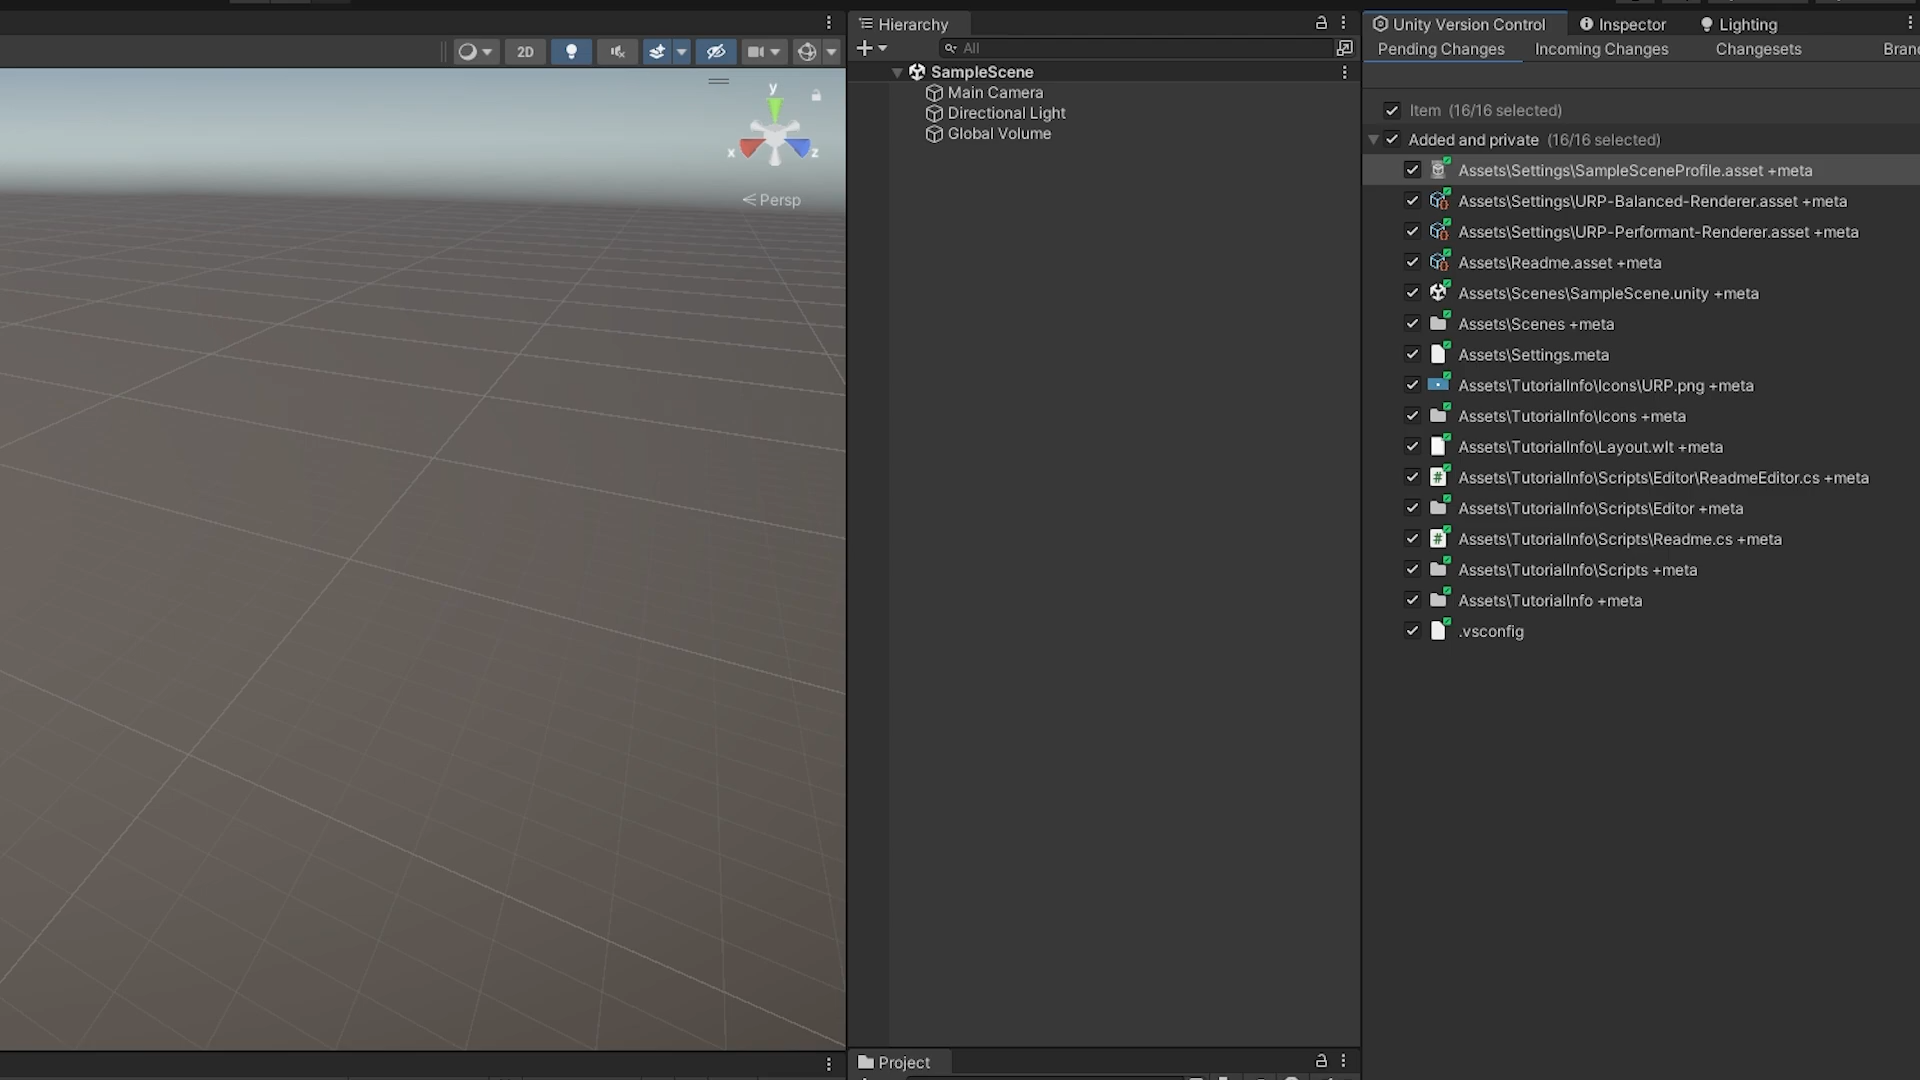 2D
y
x
z
Persp
Hierarchy
All
SampleScene
Main Camera
Directional Light
Global Volume
Project
Unity Version Control
Inspector
Lighting
Pending Changes
Incoming Changes
Changesets
Branc
Item (16/16 selected)
Added and private (16/16 selected)
Assets\Settings\SampleSceneProfile.asset +meta
Assets\Settings\URP-Balanced-Renderer.asset +meta
Assets\Settings\URP-Performant-Renderer.asset +meta
Assets\Readme.asset +meta
Assets\Scenes\SampleScene.unity +meta
Assets\Scenes +meta
Assets\Settings.meta
Assets\TutorialInfo\Icons\URP.png +meta
Assets\TutorialInfo\Icons +meta
Assets\TutorialInfo\Layout.wlt +meta
Assets\TutorialInfo\Scripts\Editor\ReadmeEditor.cs +meta
Assets\TutorialInfo\Scripts\Editor +meta
Assets\TutorialInfo\Scripts\Readme.cs +meta
Assets\TutorialInfo\Scripts +meta
Assets\TutorialInfo +meta
.vsconfig